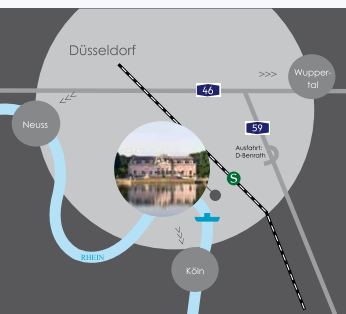 Düsseldorf
46
>>>
Wupper-
tal
Neuss
59
Ausfahrt:
D-Benrath
S
RHEIN
Köln